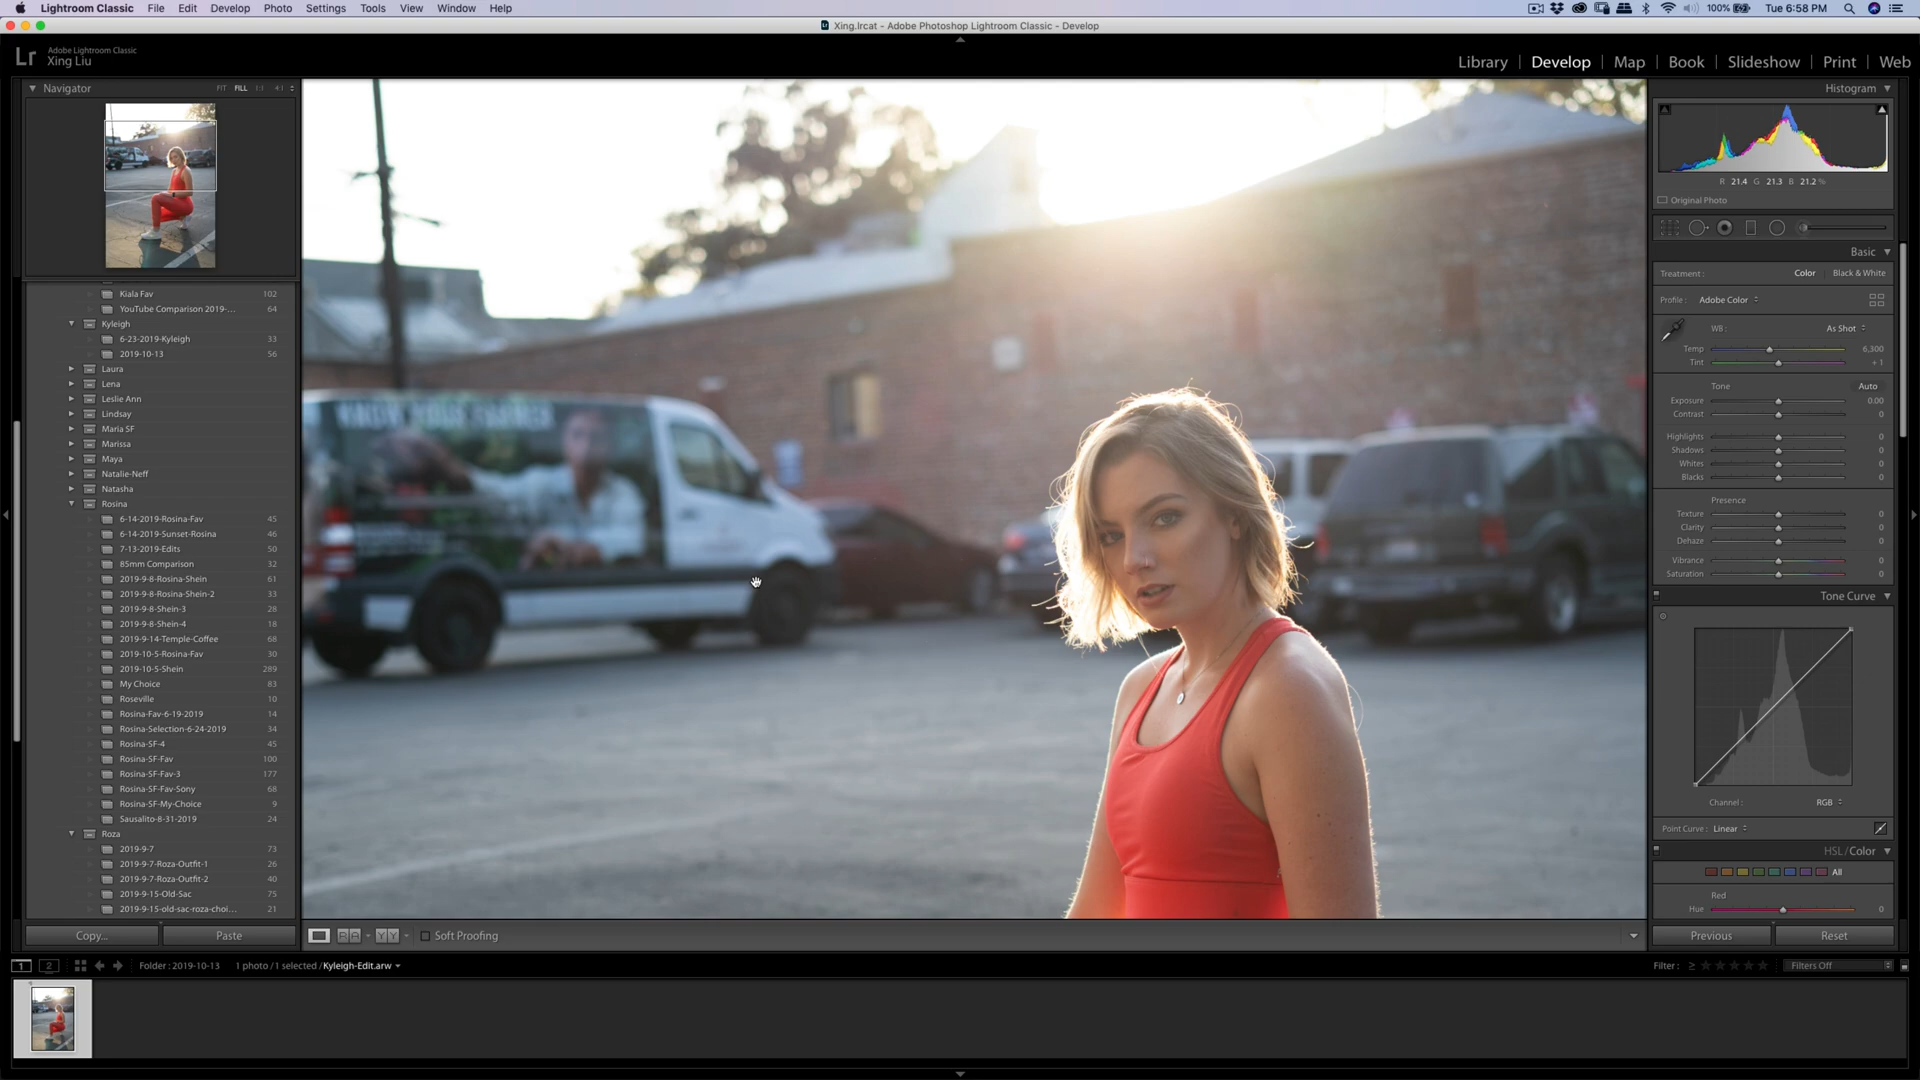 Lightroom Classic File Edit Develop Photo Settings Tools View Window Help
100% Tue 6:58 PM
Xing.lrcat - Adobe Photoshop Lightroom Classic - Develop
Lr Adobe Lightroom Classic
Xing Liu
Library | Develop | Map | Book | Slideshow | Print | Web
Navigator FIT FILL 1:1
Kiala Fav 102
YouTube Comparison 2019-... 64
Kyleigh
6-23-2019-Kyleigh 33
2019-10-13 56
Laura
Lena
Leslie Ann
Lindsay
Maria SF
Marissa
Maya
Natalie-Neff
Natasha
Rosina
6-14-2019-Rosina-Fav 45
6-14-2019-Sunset-Rosina 46
7-13-2019-Edits 50
85mm Comparison 32
2019-9-8-Rosina-Shein 61
2019-9-8-Rosina-Shein-2 33
2019-9-8-Shein-3 28
2019-9-8-Shein-4 18
2019-9-14-Temple-Coffee 68
2019-10-5-Rosina-Fav 30
2019-10-5-Shein 289
My Choice 83
Roseville 10
Rosina-Fav-6-19-2019 14
Rosina-Selection-6-24-2019 34
Rosina-SF-4 45
Rosina-SF-Fav 100
Rosina-SF-Fav-3 177
Rosina-SF-Fav-Sony 68
Rosina-SF-My-Choice 9
Sausalito-8-31-2019 24
Roza
2019-9-7 73
2019-9-7-Roza-Outfit-1 26
2019-9-7-Roza-Outfit-2 40
2019-9-15-Old-Sac 75
2019-9-15-old-sac-roza-choi... 21
Copy... Paste
KNOW YOUR FARMER
Histogram
R 21.4 G 21.3 B 21.2 %
Original Photo
Basic
Treatment : Color Black & White
Profile : Adobe Color
WB : As Shot
Temp 6,300
Tint + 1
Tone Auto
Exposure 0.00
Contrast 0
Highlights 0
Shadows 0
Whites 0
Blacks 0
Presence
Texture 0
Clarity 0
Dehaze 0
Vibrance 0
Saturation 0
Tone Curve
Channel : RGB
Point Curve : Linear
HSL/Color
All
Red
Hue 0
Previous Reset
R A Y Y Soft Proofing
1 2 Folder : 2019-10-13 1 photo / 1 selected / Kyleigh-Edit.arw
Filter : ≥ ★★★★★ Filters Off